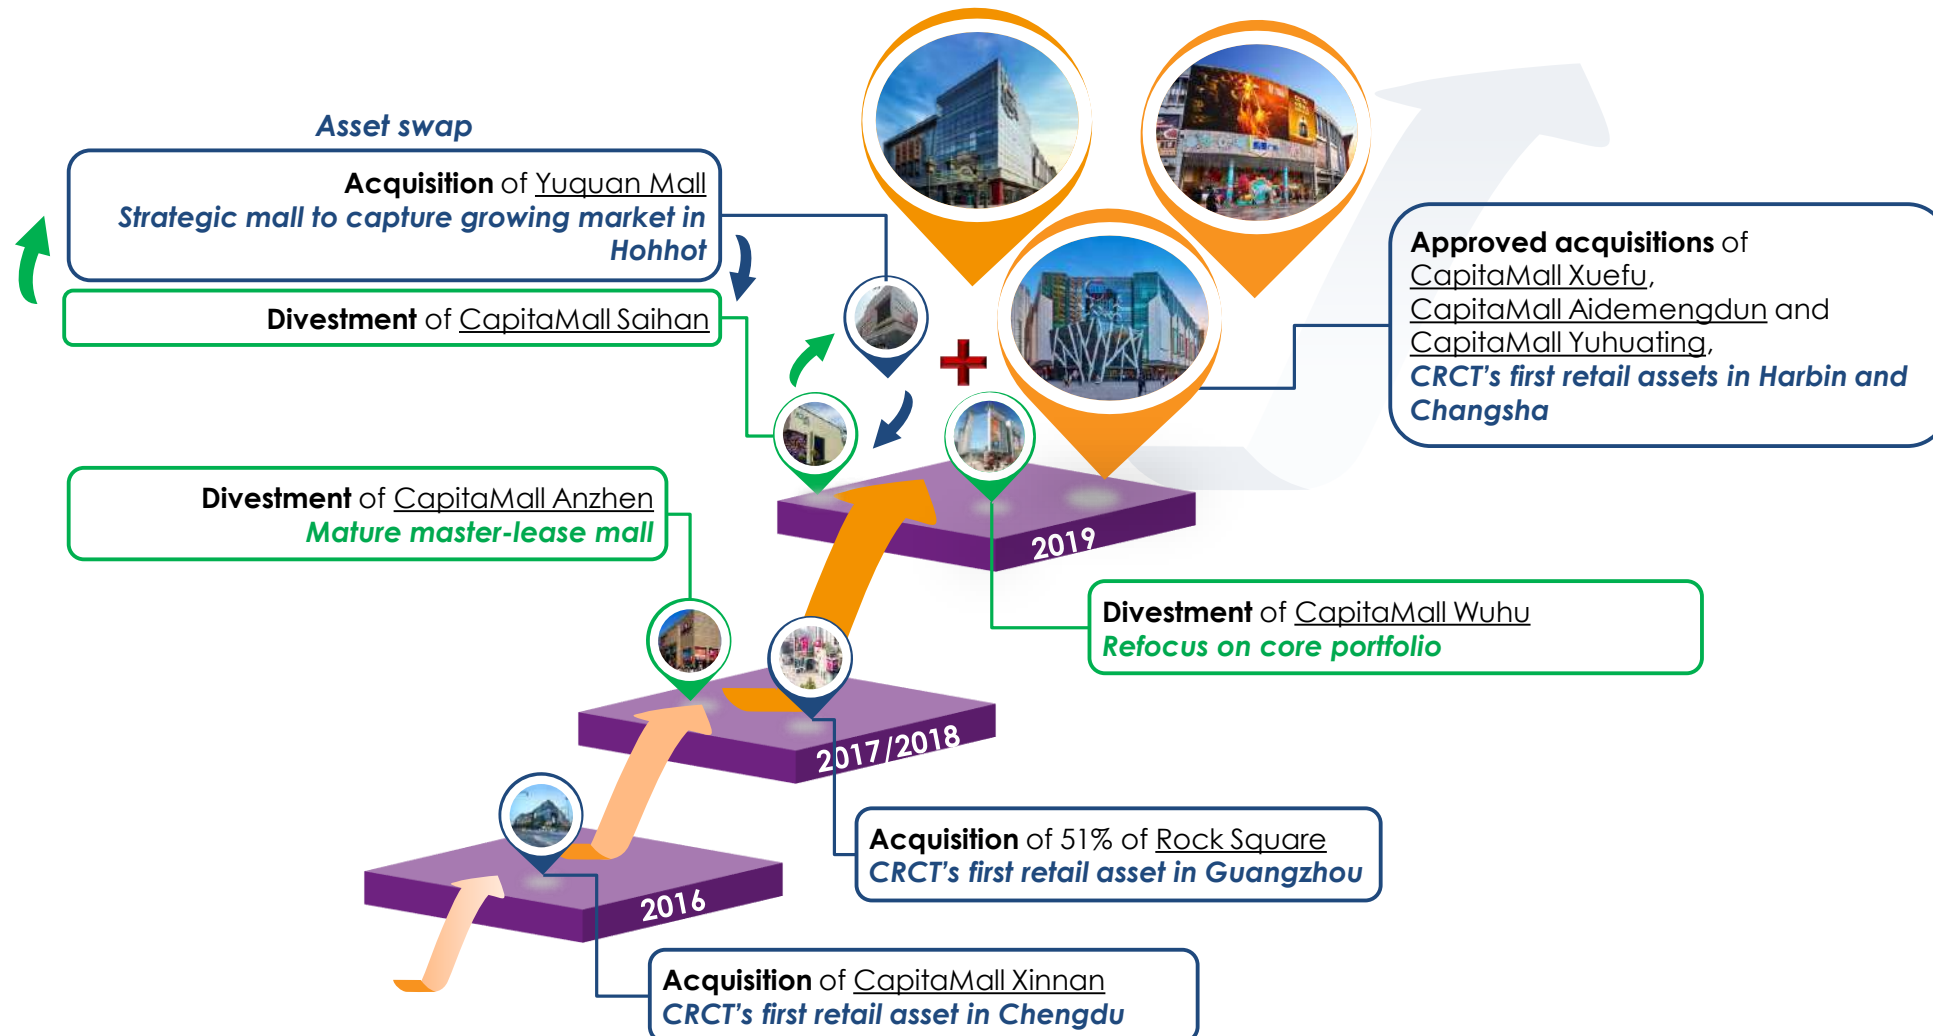 Asset swap
Acquisition of Yuquan Mall
Strategic mall to capture growing market in
Hohhot
Divestment of CapitaMall Saihan
Approved acquisitions of
CapitaMall Xuefu,
CapitaMall Aidemengdun and
CapitaMall Yuhuating,
CRCT's first retail assets in Harbin and
Changsha
Divestment of CapitaMall Anzhen
Mature master-lease mall
2019
Divestment of CapitaMall Wuhu
Refocus on core portfolio
2017/2018
Acquisition of 51% of Rock Square
CRCT's first retail asset in Guangzhou
2016
Acquisition of CapitaMall Xinnan
CRCT's first retail asset in Chengdu